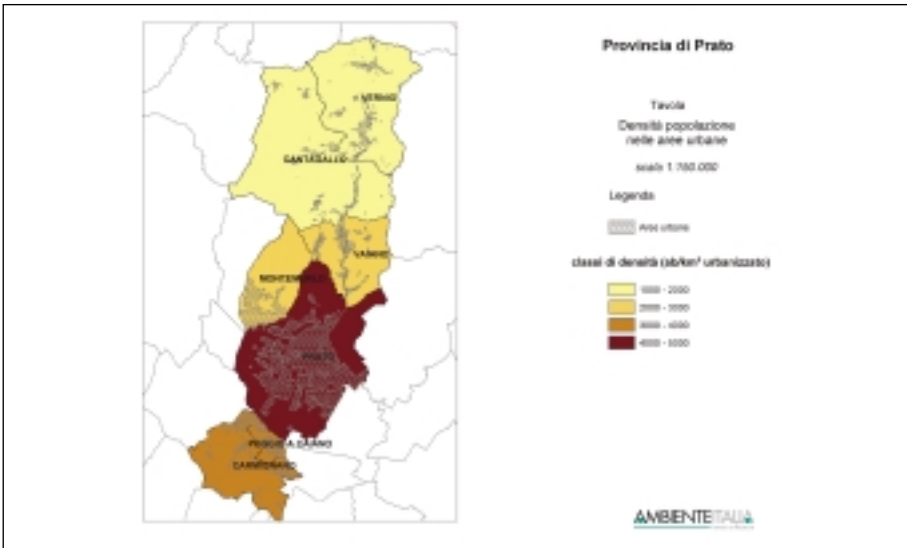 Provincia di Prato
Tavola
Densità popolazione
nelle aree urbane
scala 1:150.000
Legenda
Aree urbane
classi di densità (ab/km² urbanizzato)
1000 - 2000
2000 - 3000
3000 - 4000
4000 - 5000
VERNIO
CANTAGALLO
VAIANO
MONTEMURLO
PRATO
POGGIO A CAIANO
CARMIGNANO
AMBIENTEITALIA